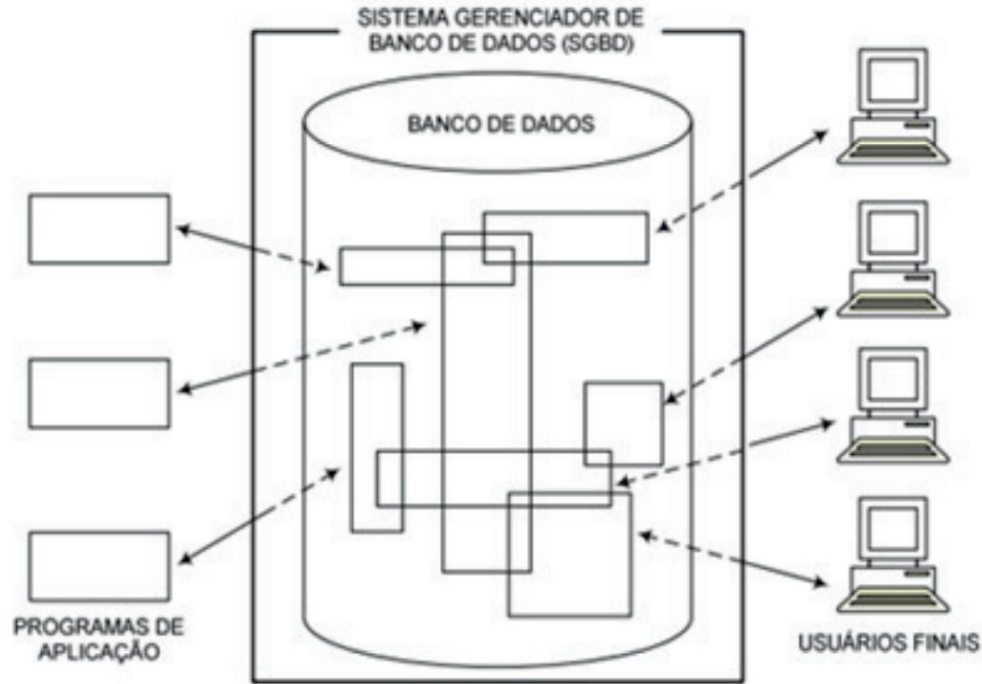 SISTEMA GERENCIADOR DE
BANCO DE DADOS (SGBD)
BANCO DE DADOS
PROGRAMAS DE
APLICAÇÃO
USUÁRIOS FINAIS